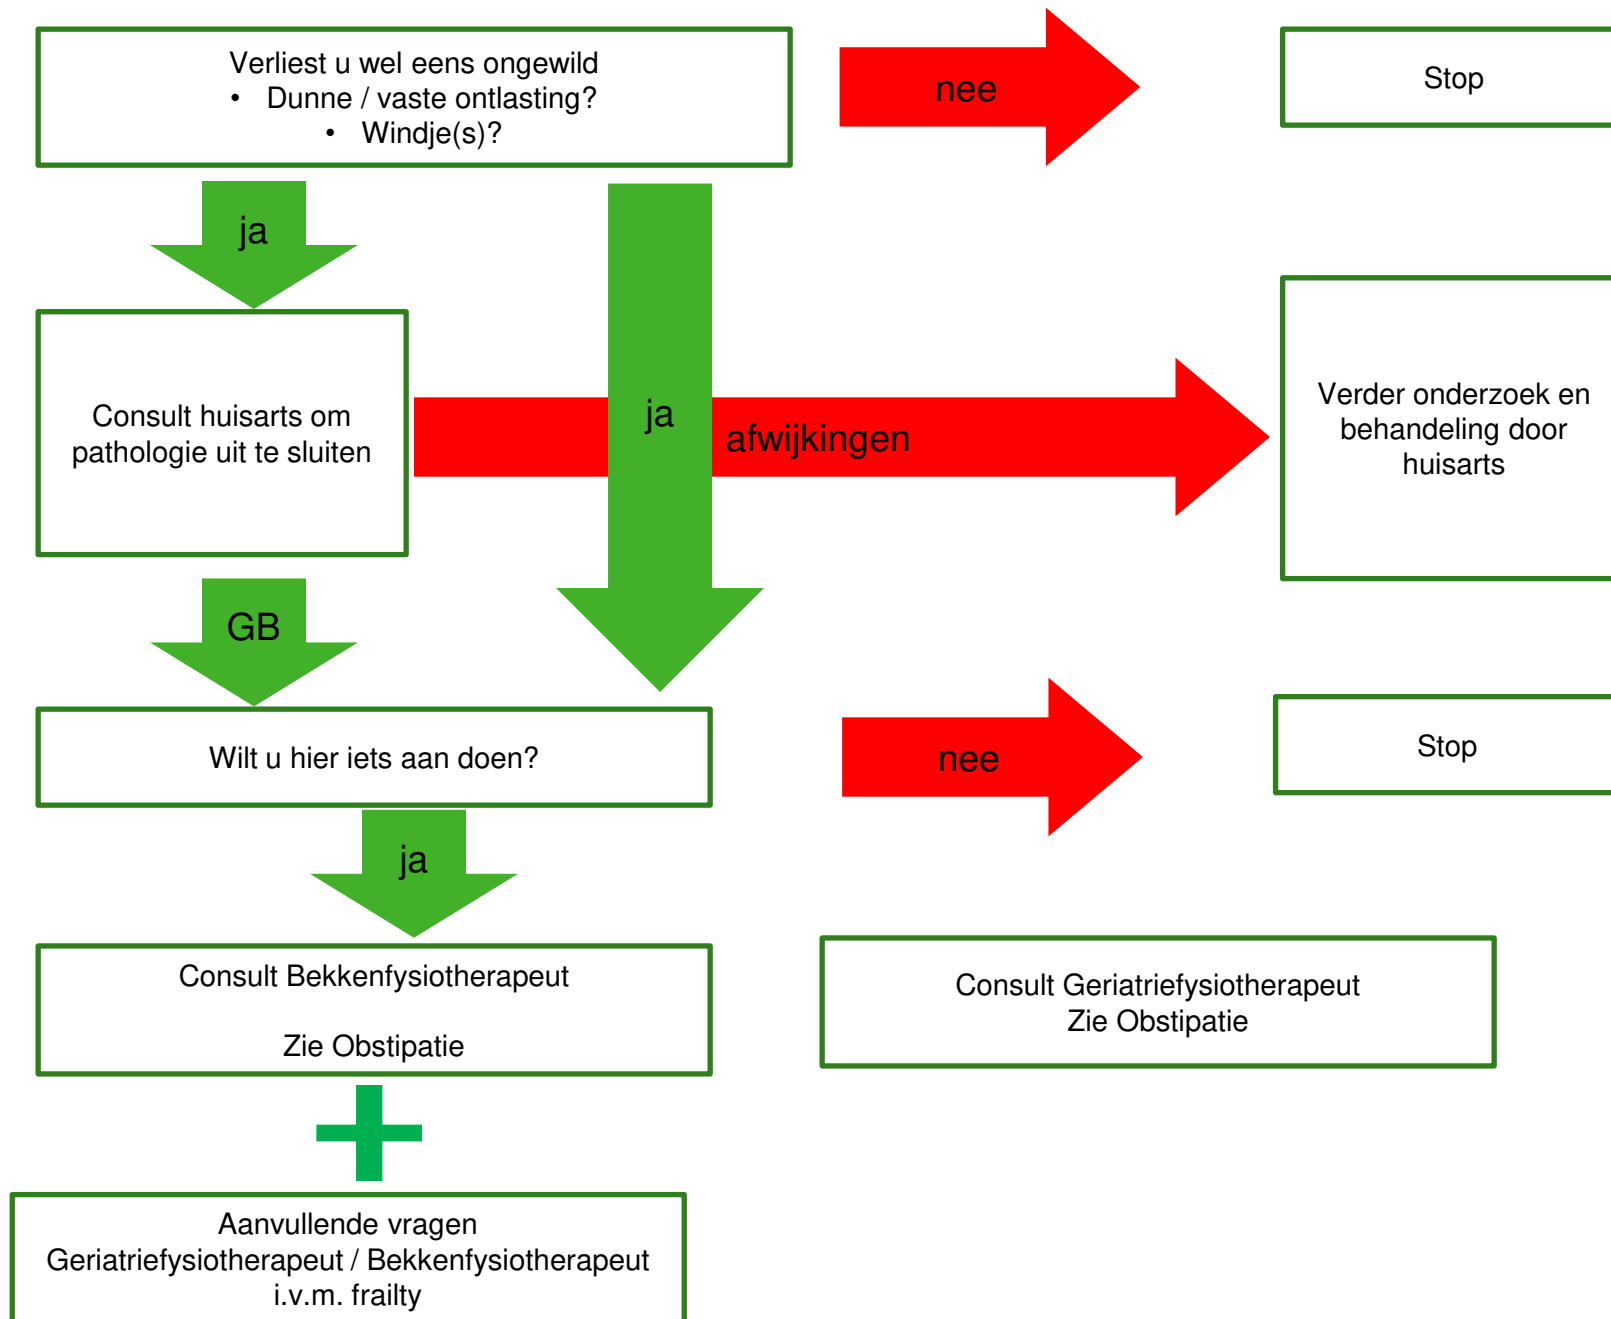 Verliest u wel eens ongewild
• Dunne / vaste ontlasting?
• Windje(s)?
nee
Stop
ja
ja
Consult huisarts om
pathologie uit te sluiten
afwijkingen
Verder onderzoek en
behandeling door
huisarts
GB
Wilt u hier iets aan doen?
nee
Stop
ja
Consult Bekkenfysiotherapeut
Zie Obstipatie
Consult Geriatriefysiotherapeut
Zie Obstipatie
Aanvullende vragen
Geriatriefysiotherapeut / Bekkenfysiotherapeut
i.v.m. frailty